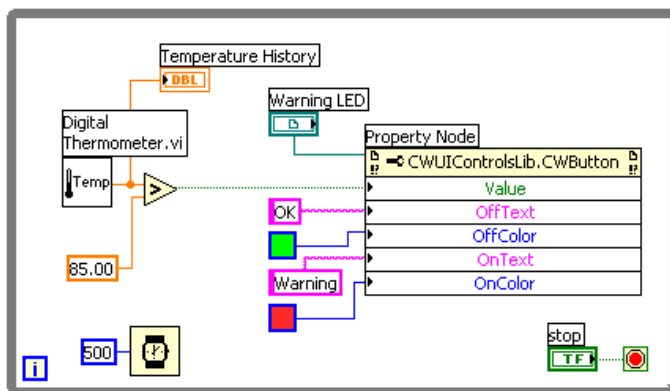 Temperature History
DBL
Warning LED
Digital
Thermometer.vi
Property Node
Temp
>
CWUIControlsLib.CWButton
Value
OK
OffText
OffColor
85.00
OnText
Warning
OnColor
500
stop
TF
i